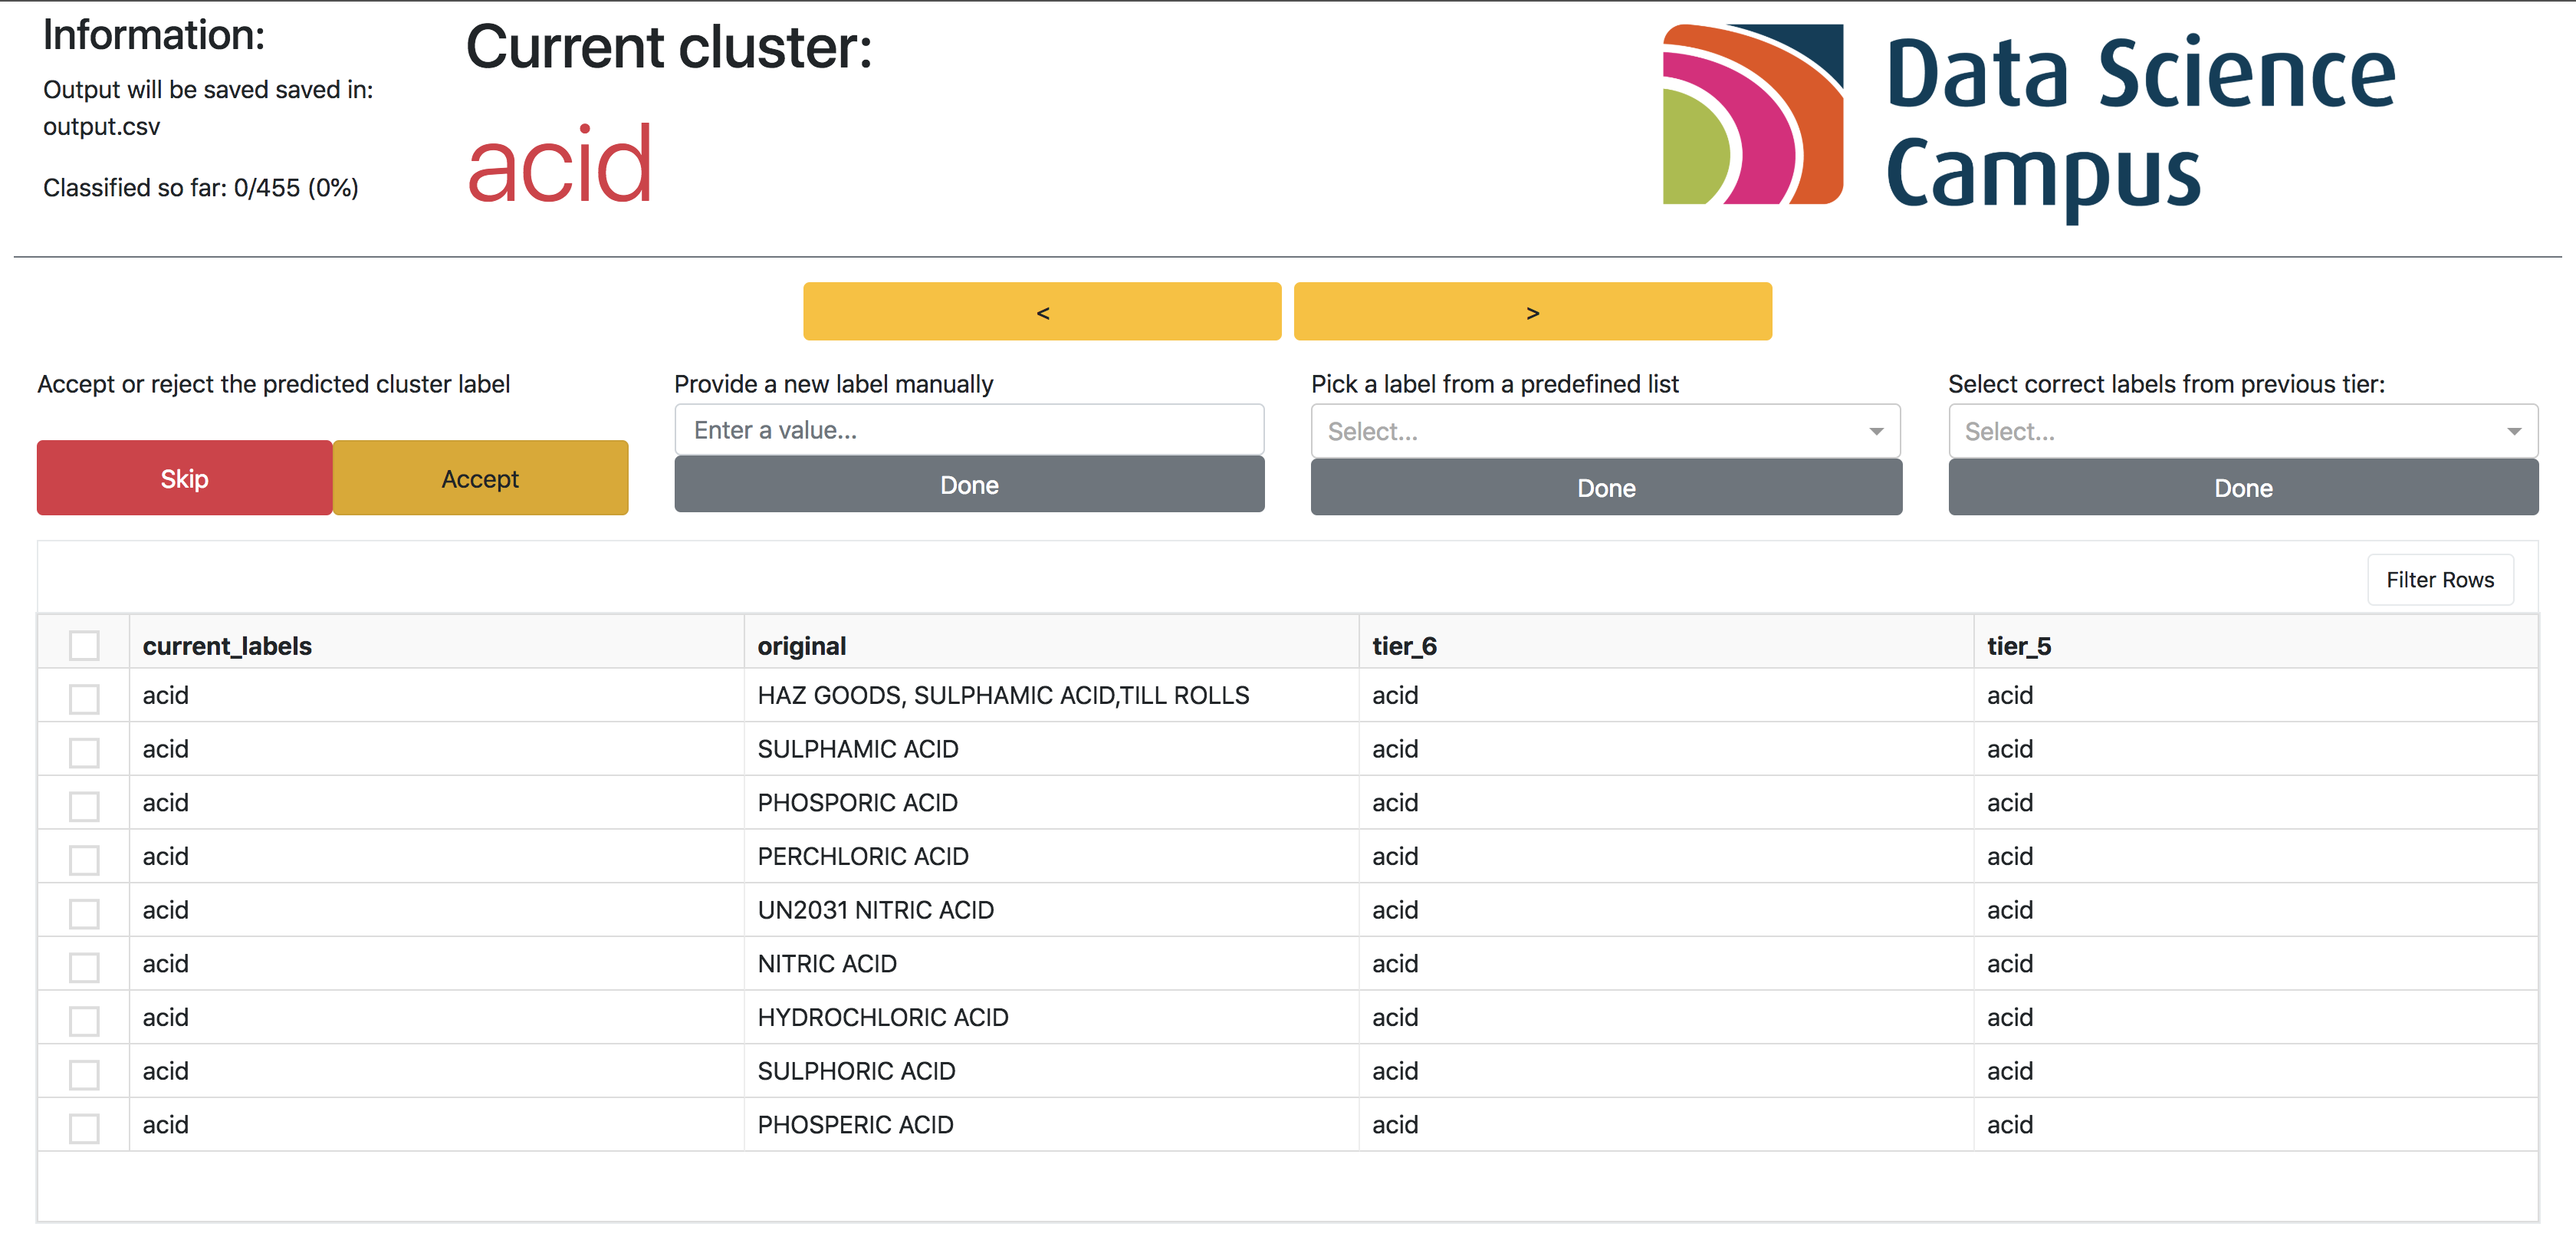 Information:
Output will be saved saved in:
output.csv
Classified so far: 0/455 (0%)
Current cluster:
acid
Data Science
Campus
< >
Accept or reject the predicted cluster label
Skip Accept
Provide a new label manually
Enter a value...
Done
Pick a label from a predefined list
Select...
Done
Select correct labels from previous tier:
Select...
Done
Filter Rows
current_labels original tier_6 tier_5
acid HAZ GOODS, SULPHAMIC ACID,TILL ROLLS acid acid
acid SULPHAMIC ACID acid acid
acid PHOSPORIC ACID acid acid
acid PERCHLORIC ACID acid acid
acid UN2031 NITRIC ACID acid acid
acid NITRIC ACID acid acid
acid HYDROCHLORIC ACID acid acid
acid SULPHORIC ACID acid acid
acid PHOSPERIC ACID acid acid